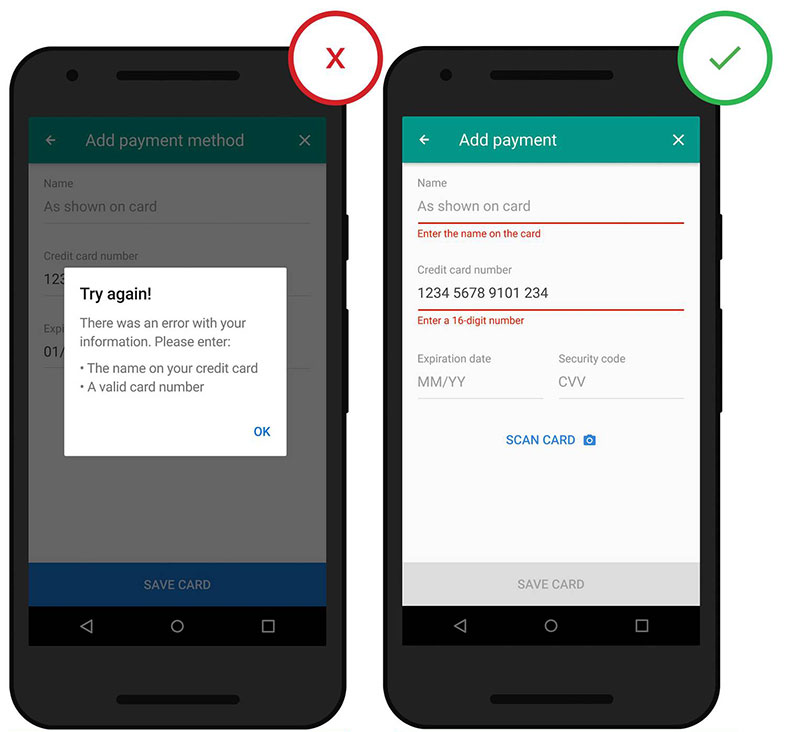 X
Add payment method
Name
As shown on card
Credit card number
123
Expi
01/
Try again!
There was an error with your
information. Please enter:
• The name on your credit card
• A valid card number
OK
SAVE CARD
Add payment
Name
As shown on card
Enter the name on the card
Credit card number
1234 5678 9101 234
Enter a 16-digit number
Expiration date Security code
MM/YY CVV
SCAN CARD
SAVE CARD